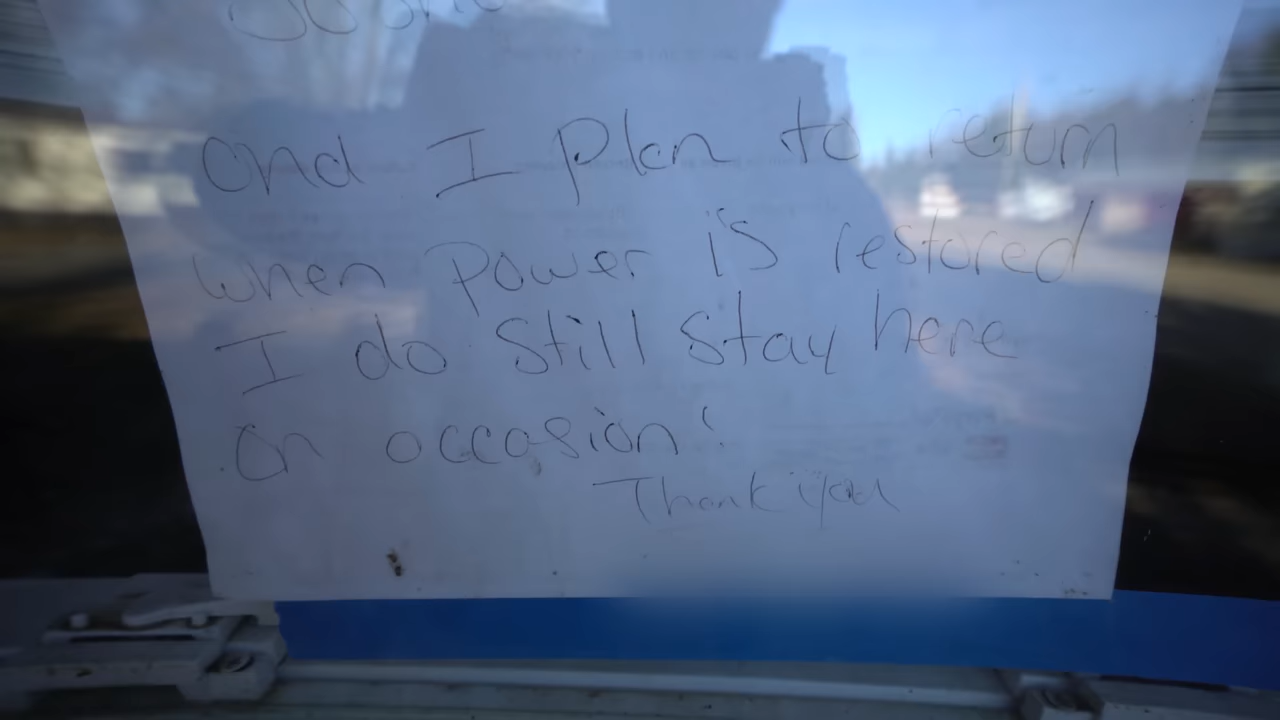 and I plan to return
when power is restored
I do still stay here
on occasion!
Thank you